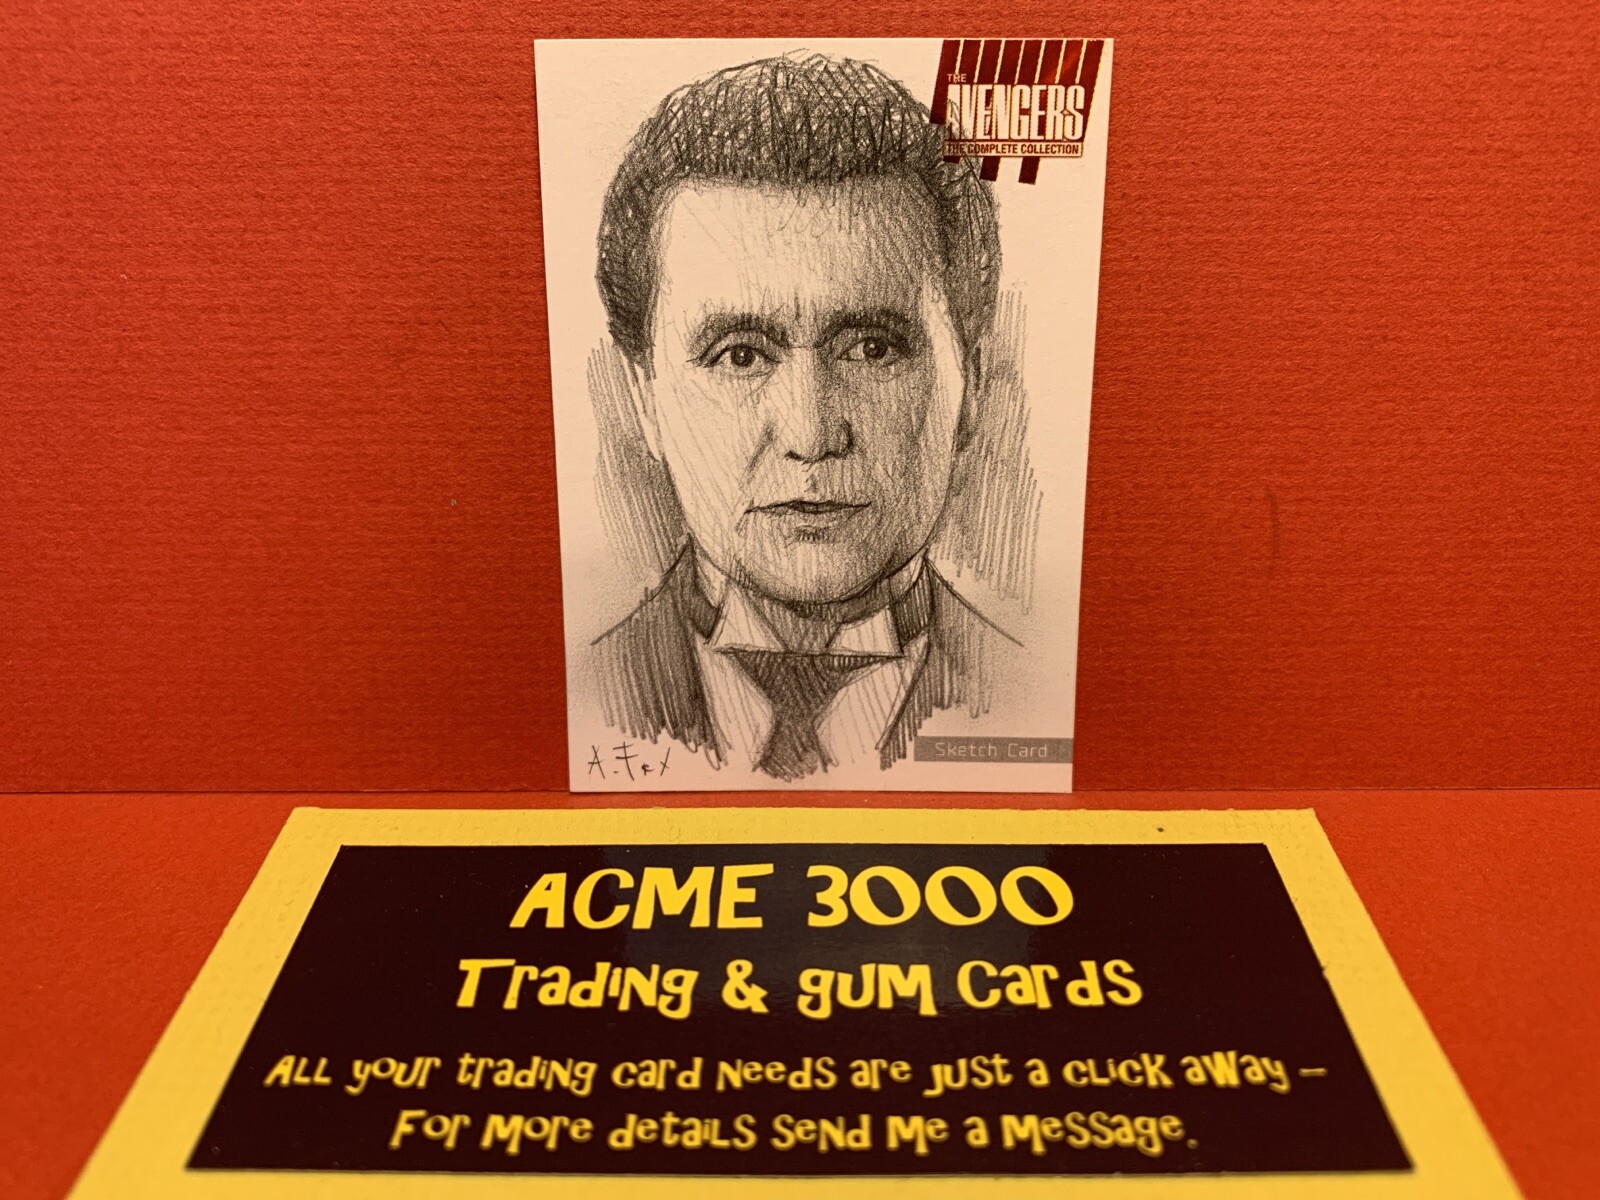 THE
AVENGERS
THE COMPLETE COLLECTION
Sketch Card
ACME 3000
Trading & gum Cards
All your trading card needs are just a click away –
For more details send me a message.